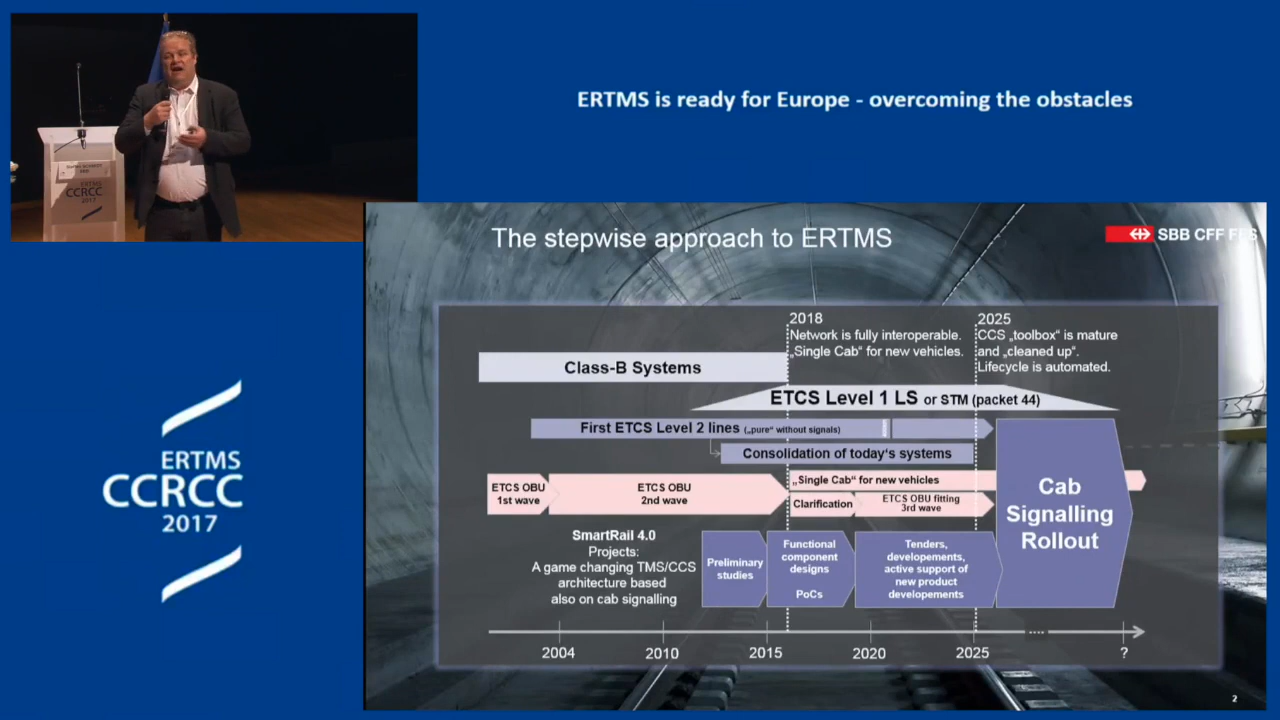 ERTMS is ready for Europe - overcoming the obstacles
ERTMS
CCRCC
2017
ERTMS
CCRCC
2017
The stepwise approach to ERTMS
SBB CFF FFS
2018
Network is fully interoperable.
„Single Cab“ for new vehicles.
2025
CCS „toolbox“ is mature
and „cleaned up“.
Lifecycle is automated.
Class-B Systems
ETCS Level 1 LS or STM (packet 44)
First ETCS Level 2 lines („pure“ without signals)
Consolidation of today‘s systems
ETCS OBU
1st wave
ETCS OBU
2nd wave
„Single Cab“ for new vehicles
Clarification
ETCS OBU fitting
3rd wave
Cab
Signalling
Rollout
SmartRail 4.0
Projects:
A game changing TMS/CCS
architecture based
also on cab signalling
Preliminary
studies
Functional
component
designs
PoCs
Tenders,
developements,
active support of
new product
developements
2004
2010
2015
2020
2025
....
?
2